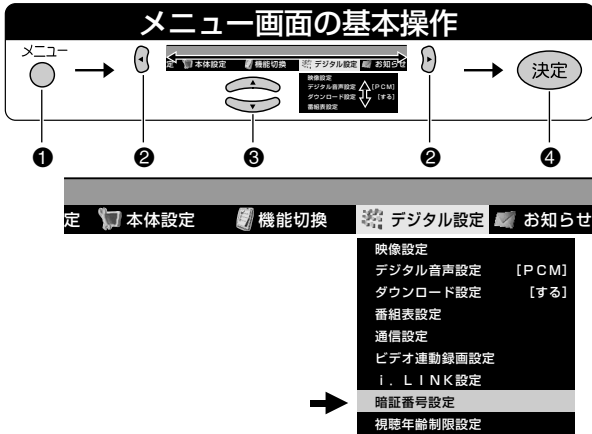 メニュー画面の基本操作
メニュー
定 本体設定 機能切換 デジタル設定 お知らせ
映像設定
デジタル音声設定 [PCM]
ダウンロード設定 [する]
番組表設定
決定
❶ ❷ ❸ ❷ ❹
定 本体設定 機能切換 デジタル設定 お知らせ
映像設定
デジタル音声設定 [PCM]
ダウンロード設定 [する]
番組表設定
通信設定
ビデオ連動録画設定
i.LINK設定
暗証番号設定
視聴年齢制限設定